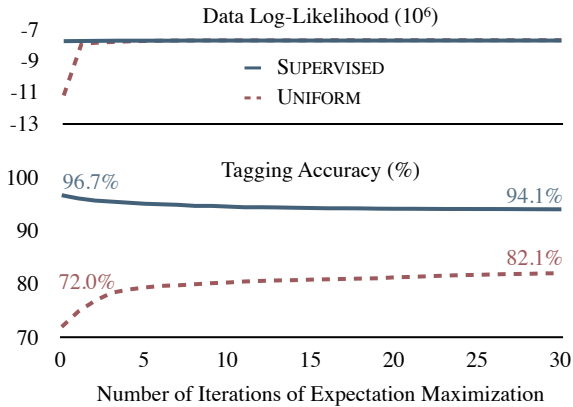 Data Log-Likelihood (10⁶)
-7
-9
-11
-13
SUPERVISED
UNIFORM
Tagging Accuracy (%)
100
90
80
70
96.7%
94.1%
72.0%
82.1%
0 5 10 15 20 25 30
Number of Iterations of Expectation Maximization